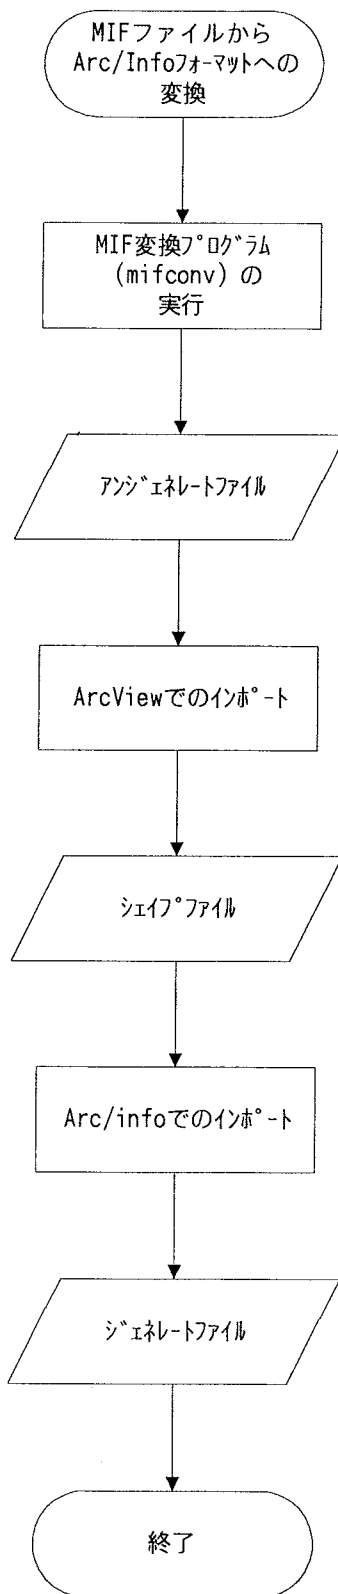 MIFファイルから
Arc/Infoﾌｫｰﾏｯﾄへの
変換
MIF変換ﾌﾟﾛｸﾞﾗﾑ
(mifconv) の
実行
ｱﾝｼﾞｪﾈﾚｰﾄﾌｧｲﾙ
ArcViewでのｲﾝﾎﾟｰﾄ
ｼｪｲﾌﾟﾌｧｲﾙ
Arc/infoでのｲﾝﾎﾟｰﾄ
ｼﾞｪﾈﾚｰﾄﾌｧｲﾙ
終了